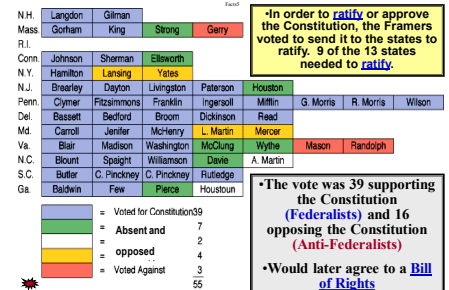 Facts5
N.H. Langdon Gilman
Mass. Gorham King Strong Gerry
R.I.
Conn. Johnson Sherman Ellsworth
N.Y. Hamilton Lansing Yates
N.J. Brearley Dayton Livingston Paterson Houston
Penn. Clymer Fitzsimmons Franklin Ingersoll Mifflin G. Morris R. Morris Wilson
Del. Bassett Bedford Broom Dickinson Read
Md. Carroll Jenifer McHenry L. Martin Mercer
Va. Blair Madison Washington McClung Wythe Mason Randolph
N.C. Blount Spaight Williamson Davie A. Martin
S.C. Butler C. Pinckney C. Pinckney Rutledge
Ga. Baldwin Few Pierce Houstoun
= Voted for Constitution 39
= Absent and 7
= 2
= opposed 4
= Voted Against 3
55
•In order to ratify or approve
the Constitution, the Framers
voted to send it to the states to
ratify. 9 of the 13 states
needed to ratify.
•The vote was 39 supporting
the Constitution
(Federalists) and 16
opposing the Constitution
(Anti-Federalists)
•Would later agree to a Bill
of Rights